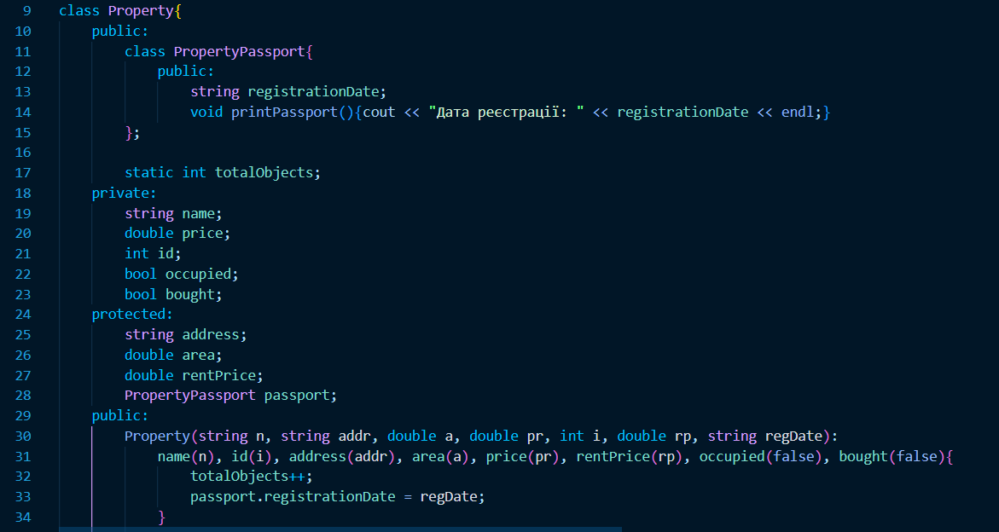 9 class Property{
10 public:
11 class PropertyPassport{
12 public:
13 string registrationDate;
14 void printPassport(){cout << "Дата реєстрації: " << registrationDate << endl;}
15 };
16
17 static int totalObjects;
18 private:
19 string name;
20 double price;
21 int id;
22 bool occupied;
23 bool bought;
24 protected:
25 string address;
26 double area;
27 double rentPrice;
28 PropertyPassport passport;
29 public:
30 Property(string n, string addr, double a, double pr, int i, double rp, string regDate):
31 name(n), id(i), address(addr), area(a), price(pr), rentPrice(rp), occupied(false), bought(false){
32 totalObjects++;
33 passport.registrationDate = regDate;
34 }